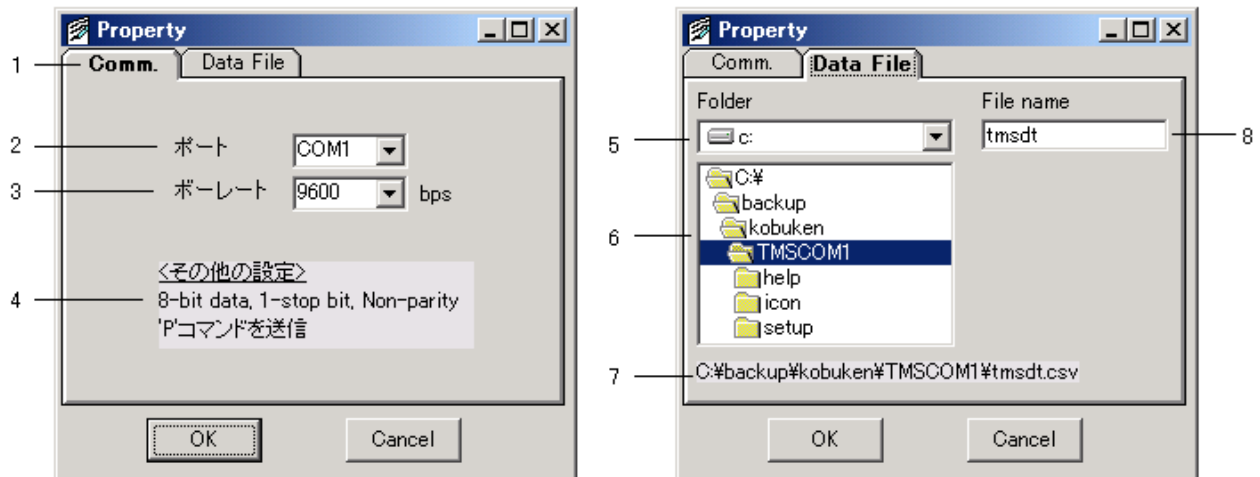 Property
1 Comm. Data File
2 ポート COM1
3 ボーレート 9600 bps
<その他の設定>
4 8-bit data, 1-stop bit, Non-parity
'P'コマンドを送信
OK Cancel
Property
Comm. Data File
Folder File name
5 c: tmsdt 8
C:¥
backup
kobuken
6 TMSCOM1
help
icon
setup
7 C:¥backup¥kobuken¥TMSCOM1¥tmsdt.csv
OK Cancel